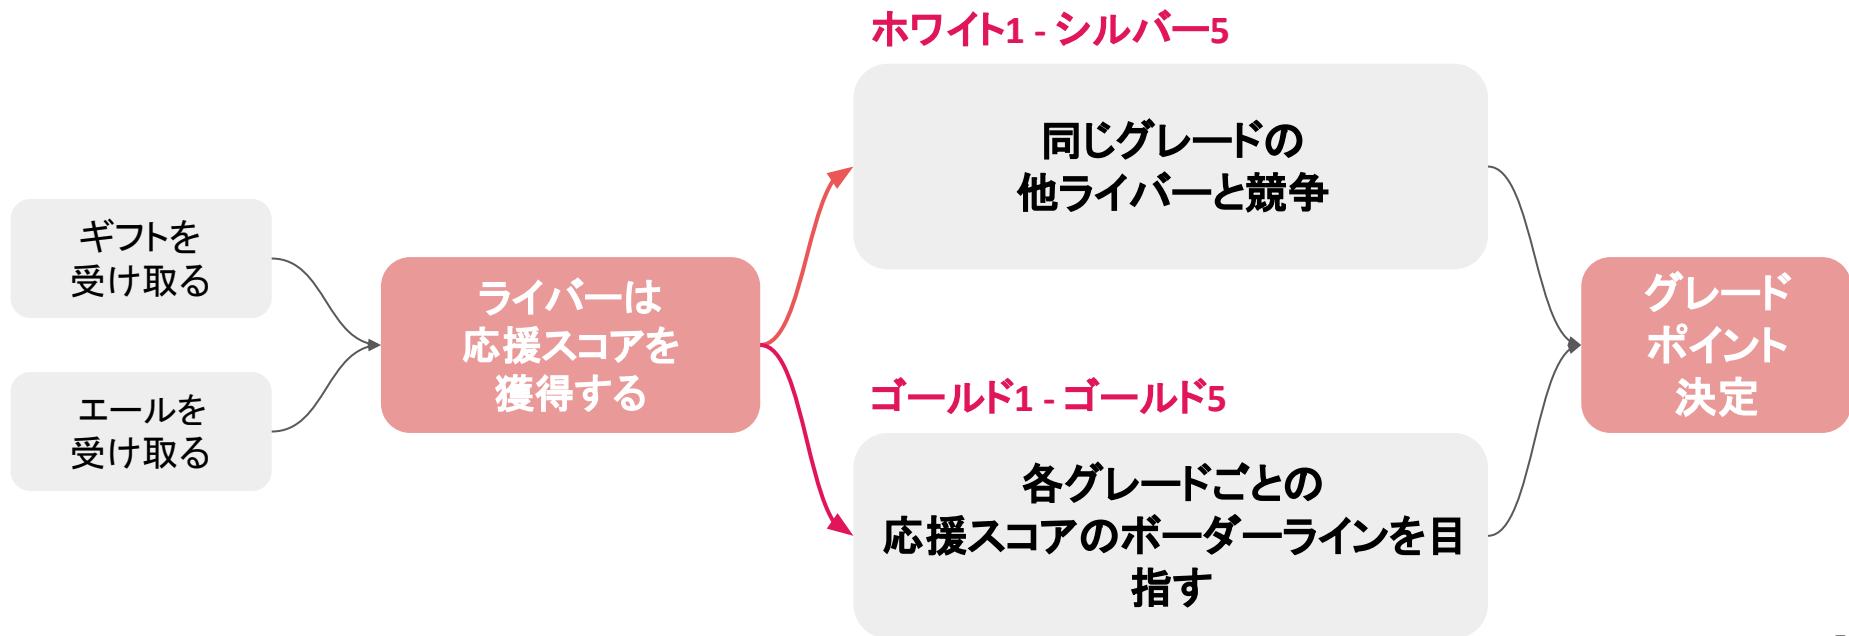 ホワイト1 - シルバー5
同じグレードの
他ライバーと競争
ギフトを
受け取る
エールを
受け取る
ライバーは
応援スコアを
獲得する
ゴールド1 - ゴールド5
各グレードごとの
応援スコアのボーダーラインを目
指す
グレード
ポイント
決定